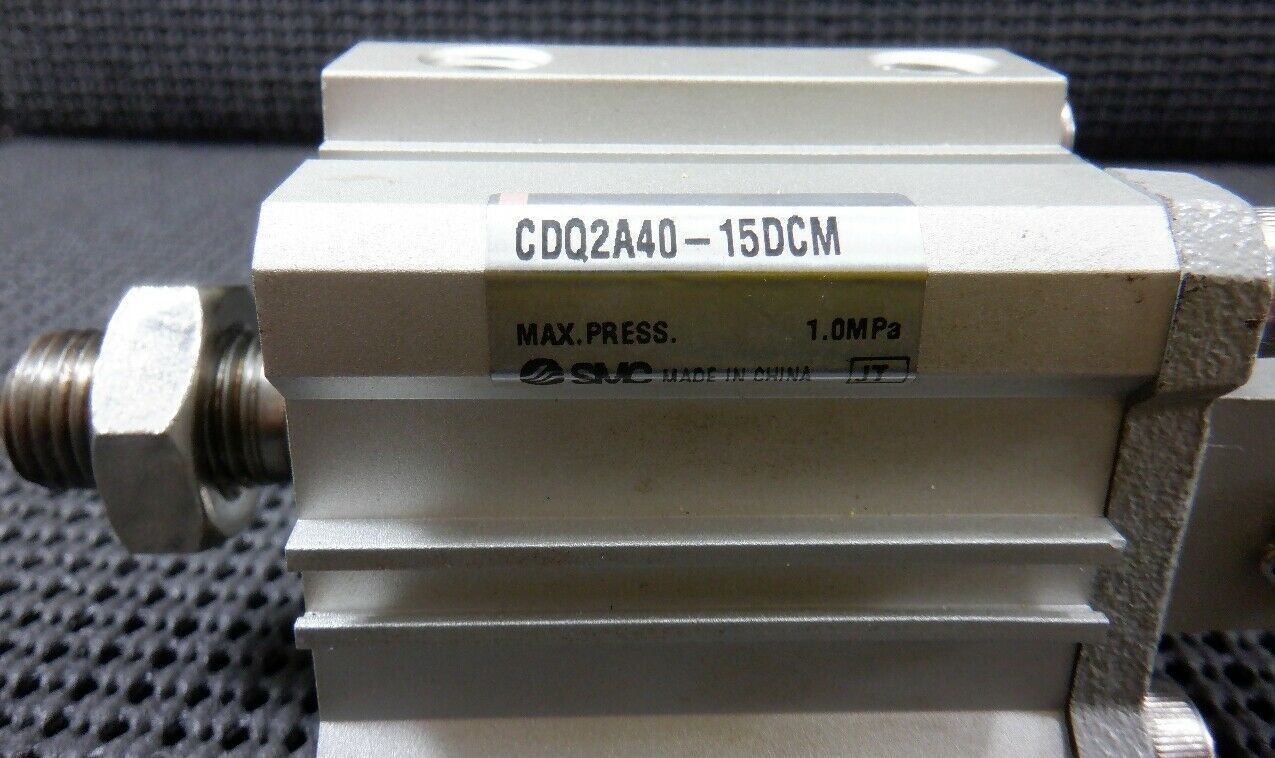 CDQ2A40-15DCM
MAX.PRESS. 1.0MPa
SMC MADE IN CHINA JT